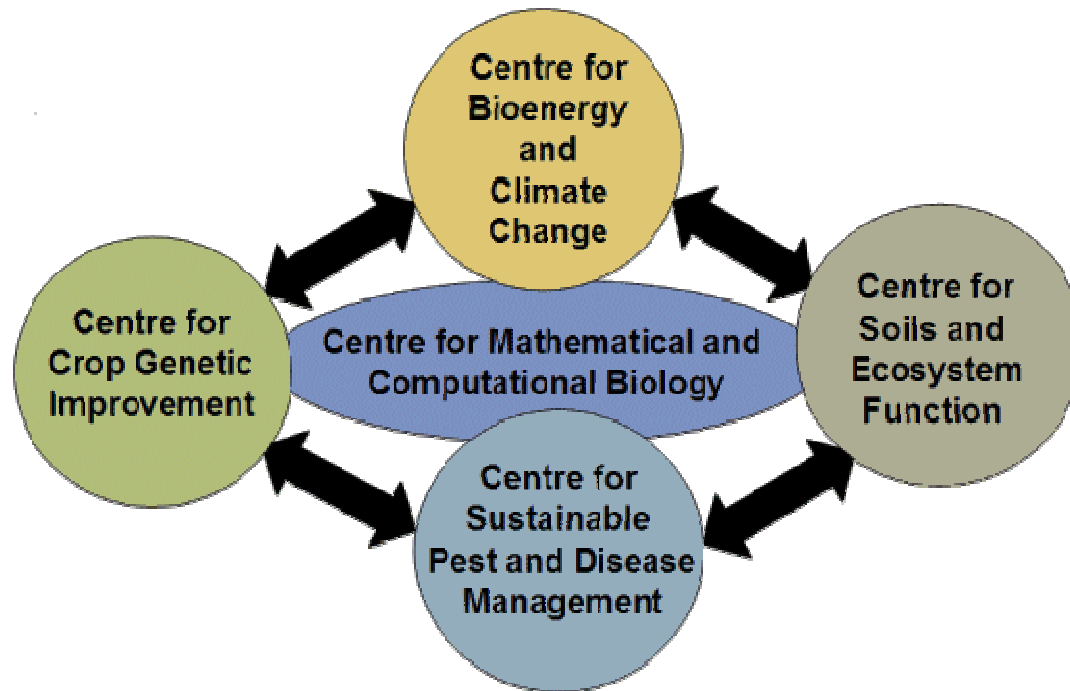 Centre for
Bioenergy
and
Climate
Change
Centre for
Crop Genetic
Improvement
Centre for Mathematical and
Computational Biology
Centre for
Soils and
Ecosystem
Function
Centre for
Sustainable
Pest and Disease
Management